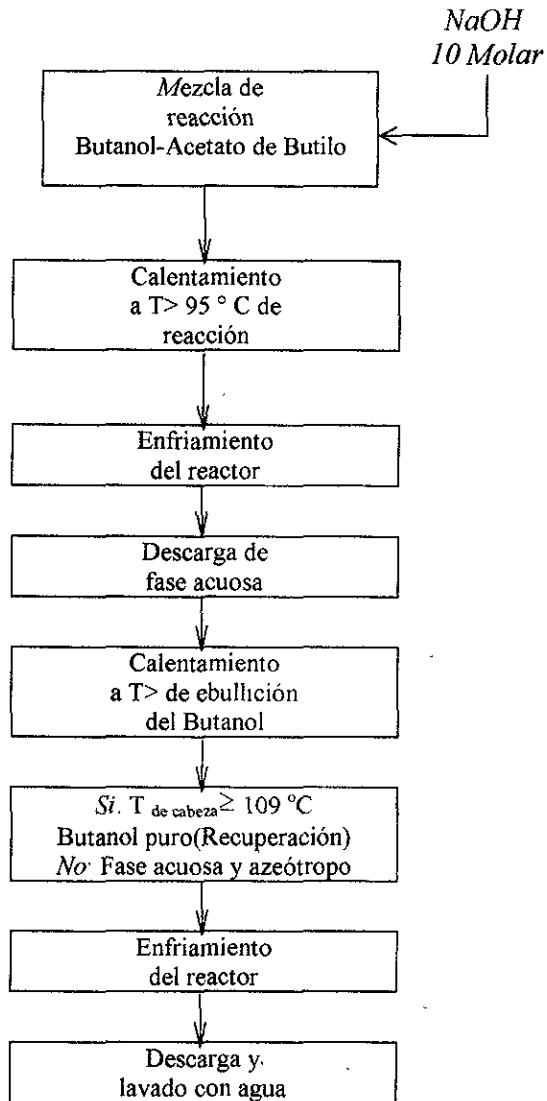 NaOH
10 Molar
Mezcla de
reacción
Butanol-Acetato de Butilo
Calentamiento
a T> 95 ° C de
reacción
Enfriamiento
del reactor
Descarga de
fase acuosa
Calentamiento
a T> de ebullición
del Butanol
Si. T de cabeza ≥ 109 °C
Butanol puro(Recuperación)
No: Fase acuosa y azeótropo
Enfriamiento
del reactor
Descarga y
lavado con agua